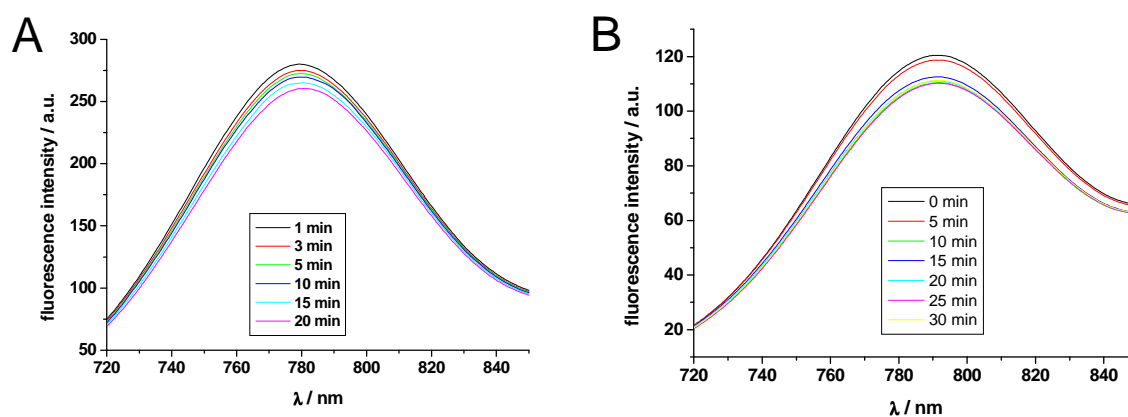 A
fluorescence intensity / a.u.
300
250
200
150
100
50
720 740 760 780 800 820 840
λ / nm
1 min
3 min
5 min
10 min
15 min
20 min
B
fluorescence intensity / a.u.
120
100
80
60
40
20
720 740 760 780 800 820 840
λ / nm
0 min
5 min
10 min
15 min
20 min
25 min
30 min